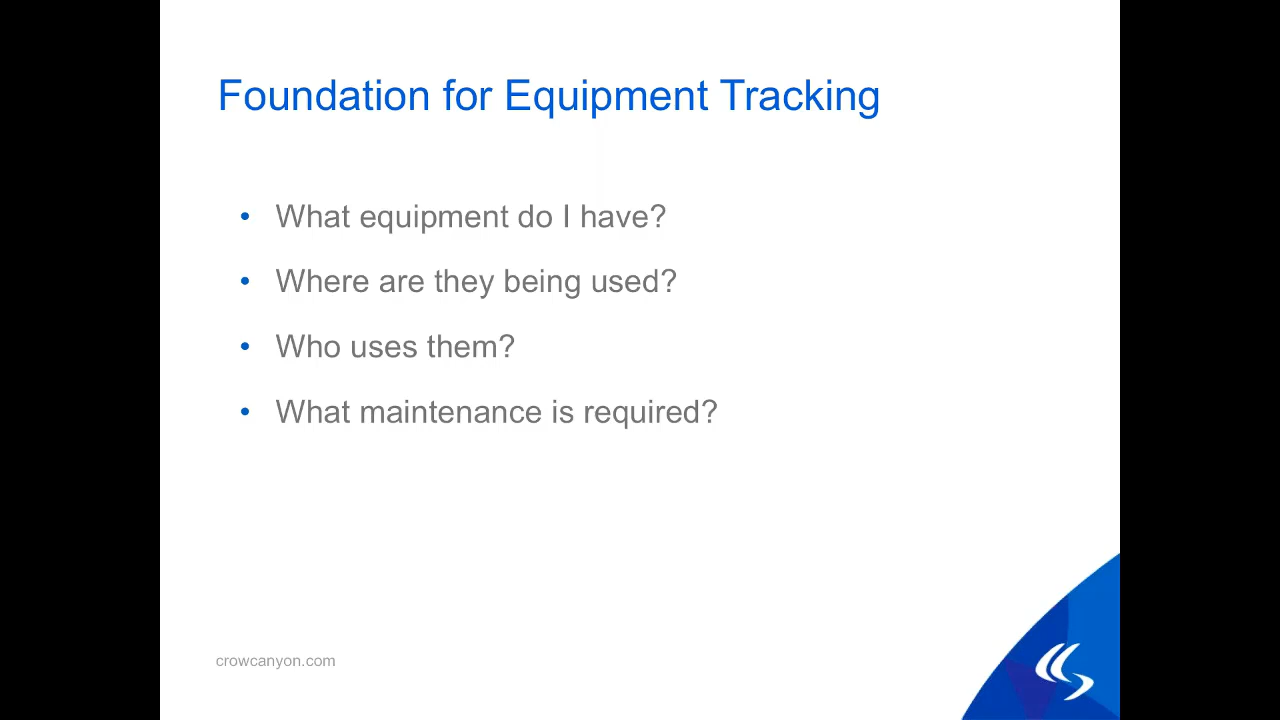 Foundation for Equipment Tracking
• What equipment do I have?
• Where are they being used?
• Who uses them?
• What maintenance is required?
crowcanyon.com